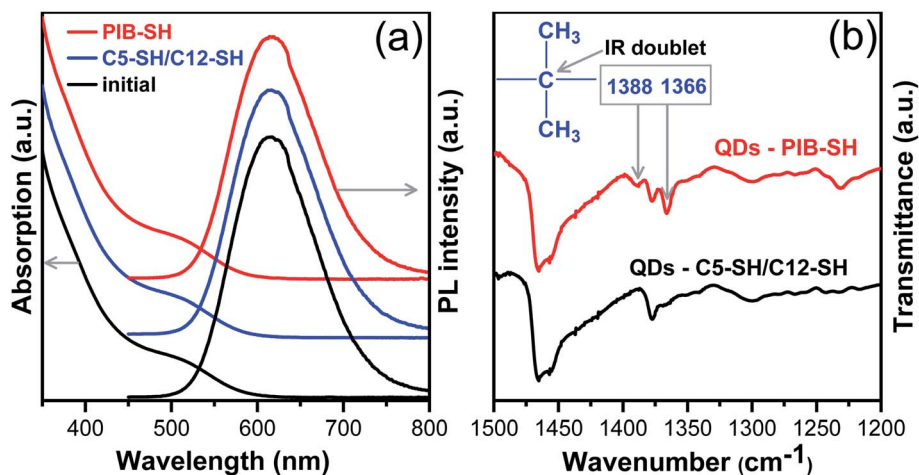 (a)
PIB-SH
C5-SH/C12-SH
initial
Absorption (a.u.)
PL intensity (a.u.)
400 500 600 700 800
Wavelength (nm)
(b)
CH3
C
CH3
IR doublet
1388 1366
QDs - PIB-SH
QDs - C5-SH/C12-SH
Transmittance (a.u.)
1500 1450 1400 1350 1300 1250 1200
Wavenumber (cm-1)